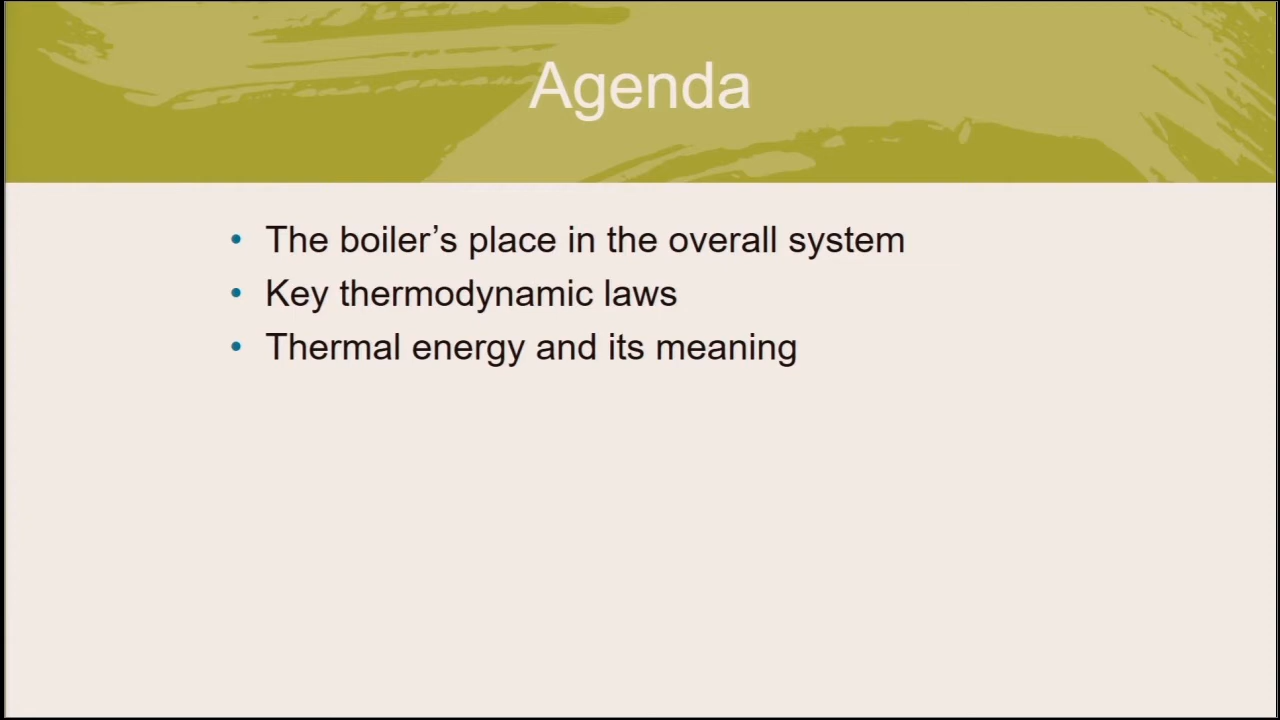 Agenda
• The boiler’s place in the overall system
• Key thermodynamic laws
• Thermal energy and its meaning